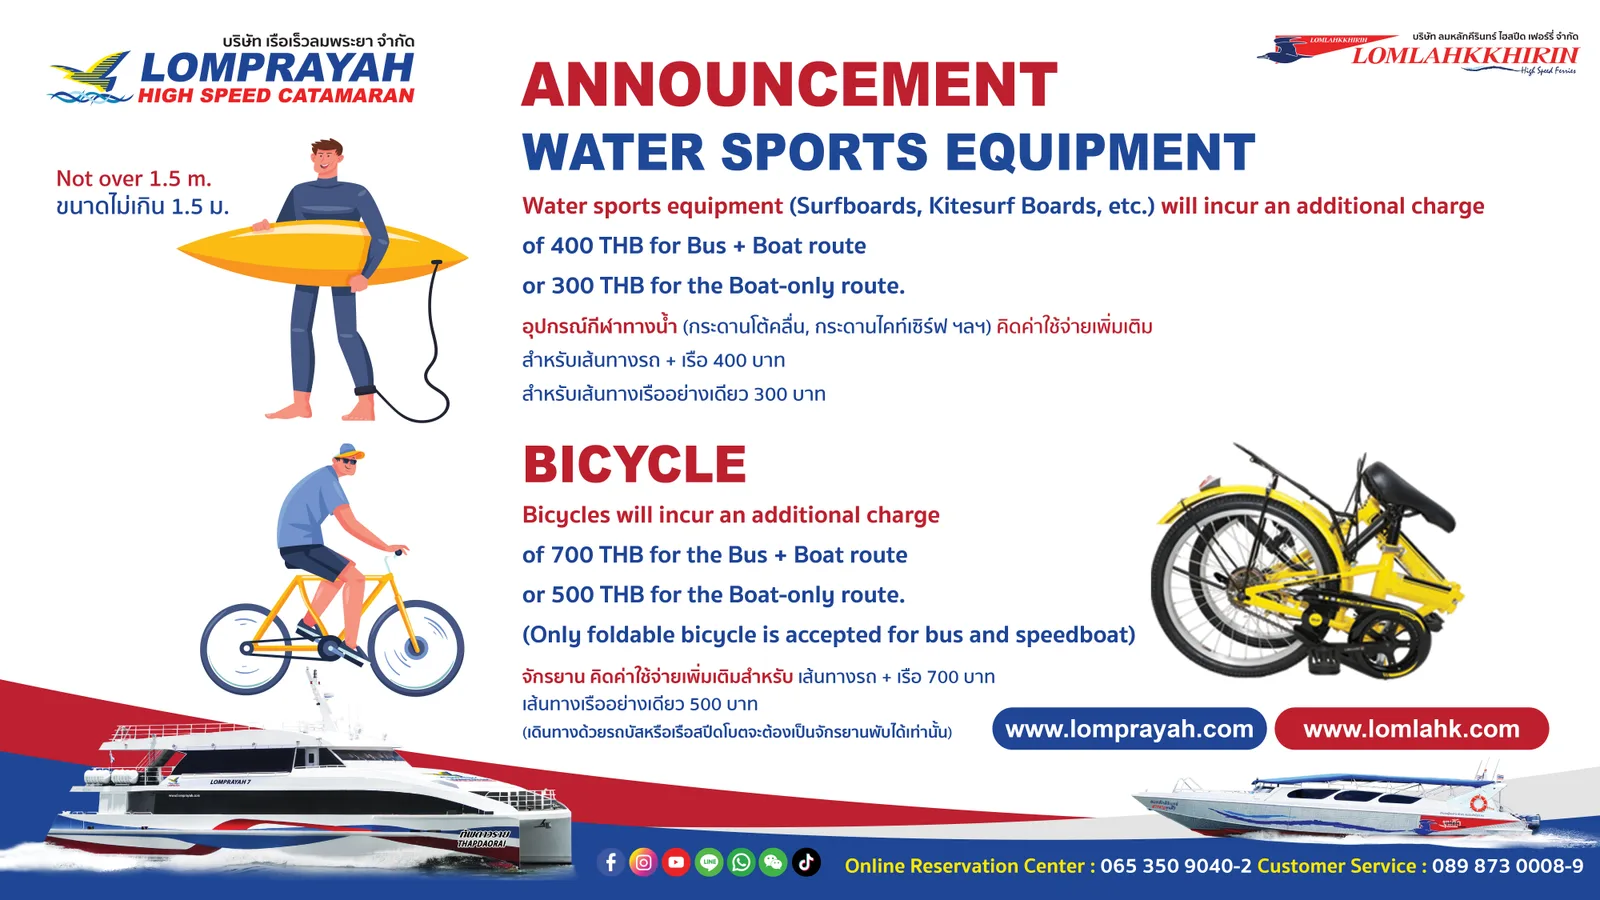 บริษัท เรือเร็วลมพระยา จำกัด
LOMPRAYAH
HIGH SPEED CATAMARAN
LOMLAHKKHIRIN
บริษัท ลมหลักคีรินทร์ ไฮสปีด เฟอร์รี่ จำกัด
LOMLAHKKHIRIN
High Speed Ferries
ANNOUNCEMENT
WATER SPORTS EQUIPMENT
Not over 1.5 m.
ขนาดไม่เกิน 1.5 ม.
Water sports equipment (Surfboards, Kitesurf Boards, etc.) will incur an additional charge
of 400 THB for Bus + Boat route
or 300 THB for the Boat-only route.
อุปกรณ์กีฬาทางน้ำ (กระดานโต้คลื่น, กระดานไคท์เซิร์ฟ ฯลฯ) คิดค่าใช้จ่ายเพิ่มเติม
สำหรับเส้นทางรถ + เรือ 400 บาท
สำหรับเส้นทางเรืออย่างเดียว 300 บาท
BICYCLE
Bicycles will incur an additional charge
of 700 THB for the Bus + Boat route
or 500 THB for the Boat-only route.
(Only foldable bicycle is accepted for bus and speedboat)
จักรยาน คิดค่าใช้จ่ายเพิ่มเติมสำหรับ เส้นทางรถ + เรือ 700 บาท
เส้นทางเรืออย่างเดียว 500 บาท
(เดินทางด้วยรถบัสหรือเรือสปีดโบตจะต้องเป็นจักรยานพับได้เท่านั้น)
www.lomprayah.com
www.lomlahk.com
LOMPRAYAH 7
www.lomprayah.com
ทิพดาวราย
THAPDAORAI
LINE
Online Reservation Center : 065 350 9040-2 Customer Service : 089 873 0008-9